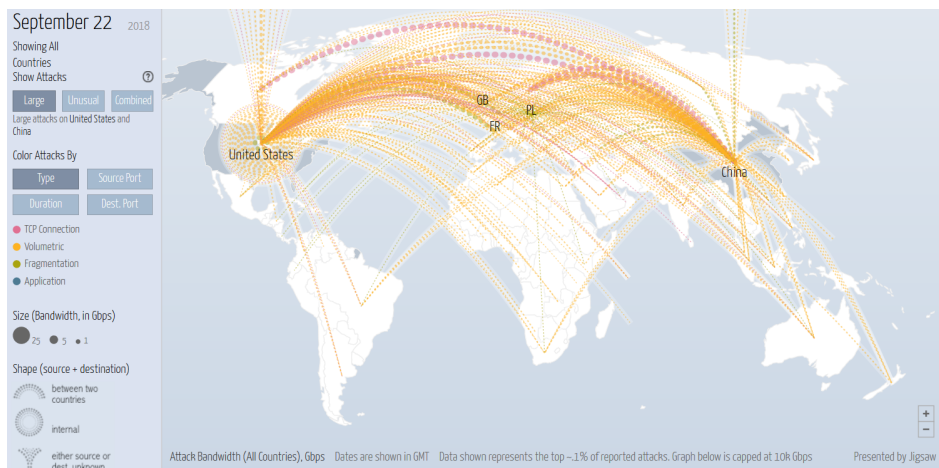 September 22 2018
Showing All
Countries
Show Attacks ?
Large Unusual Combined
Large attacks on United States and
China
Color Attacks By
Type Source Port
Duration Dest. Port
TCP Connection
Volumetric
Fragmentation
Application
Size (Bandwidth, in Gbps)
25 5 1
Shape (source + destination)
between two
countries
internal
either source or
dest. unknown
GB
PL
FR
United States
China
+
−
Attack Bandwidth (All Countries), Gbps Dates are shown in GMT Data shown represents the top ~.1% of reported attacks. Graph below is capped at 10k Gbps Presented by Jigsaw